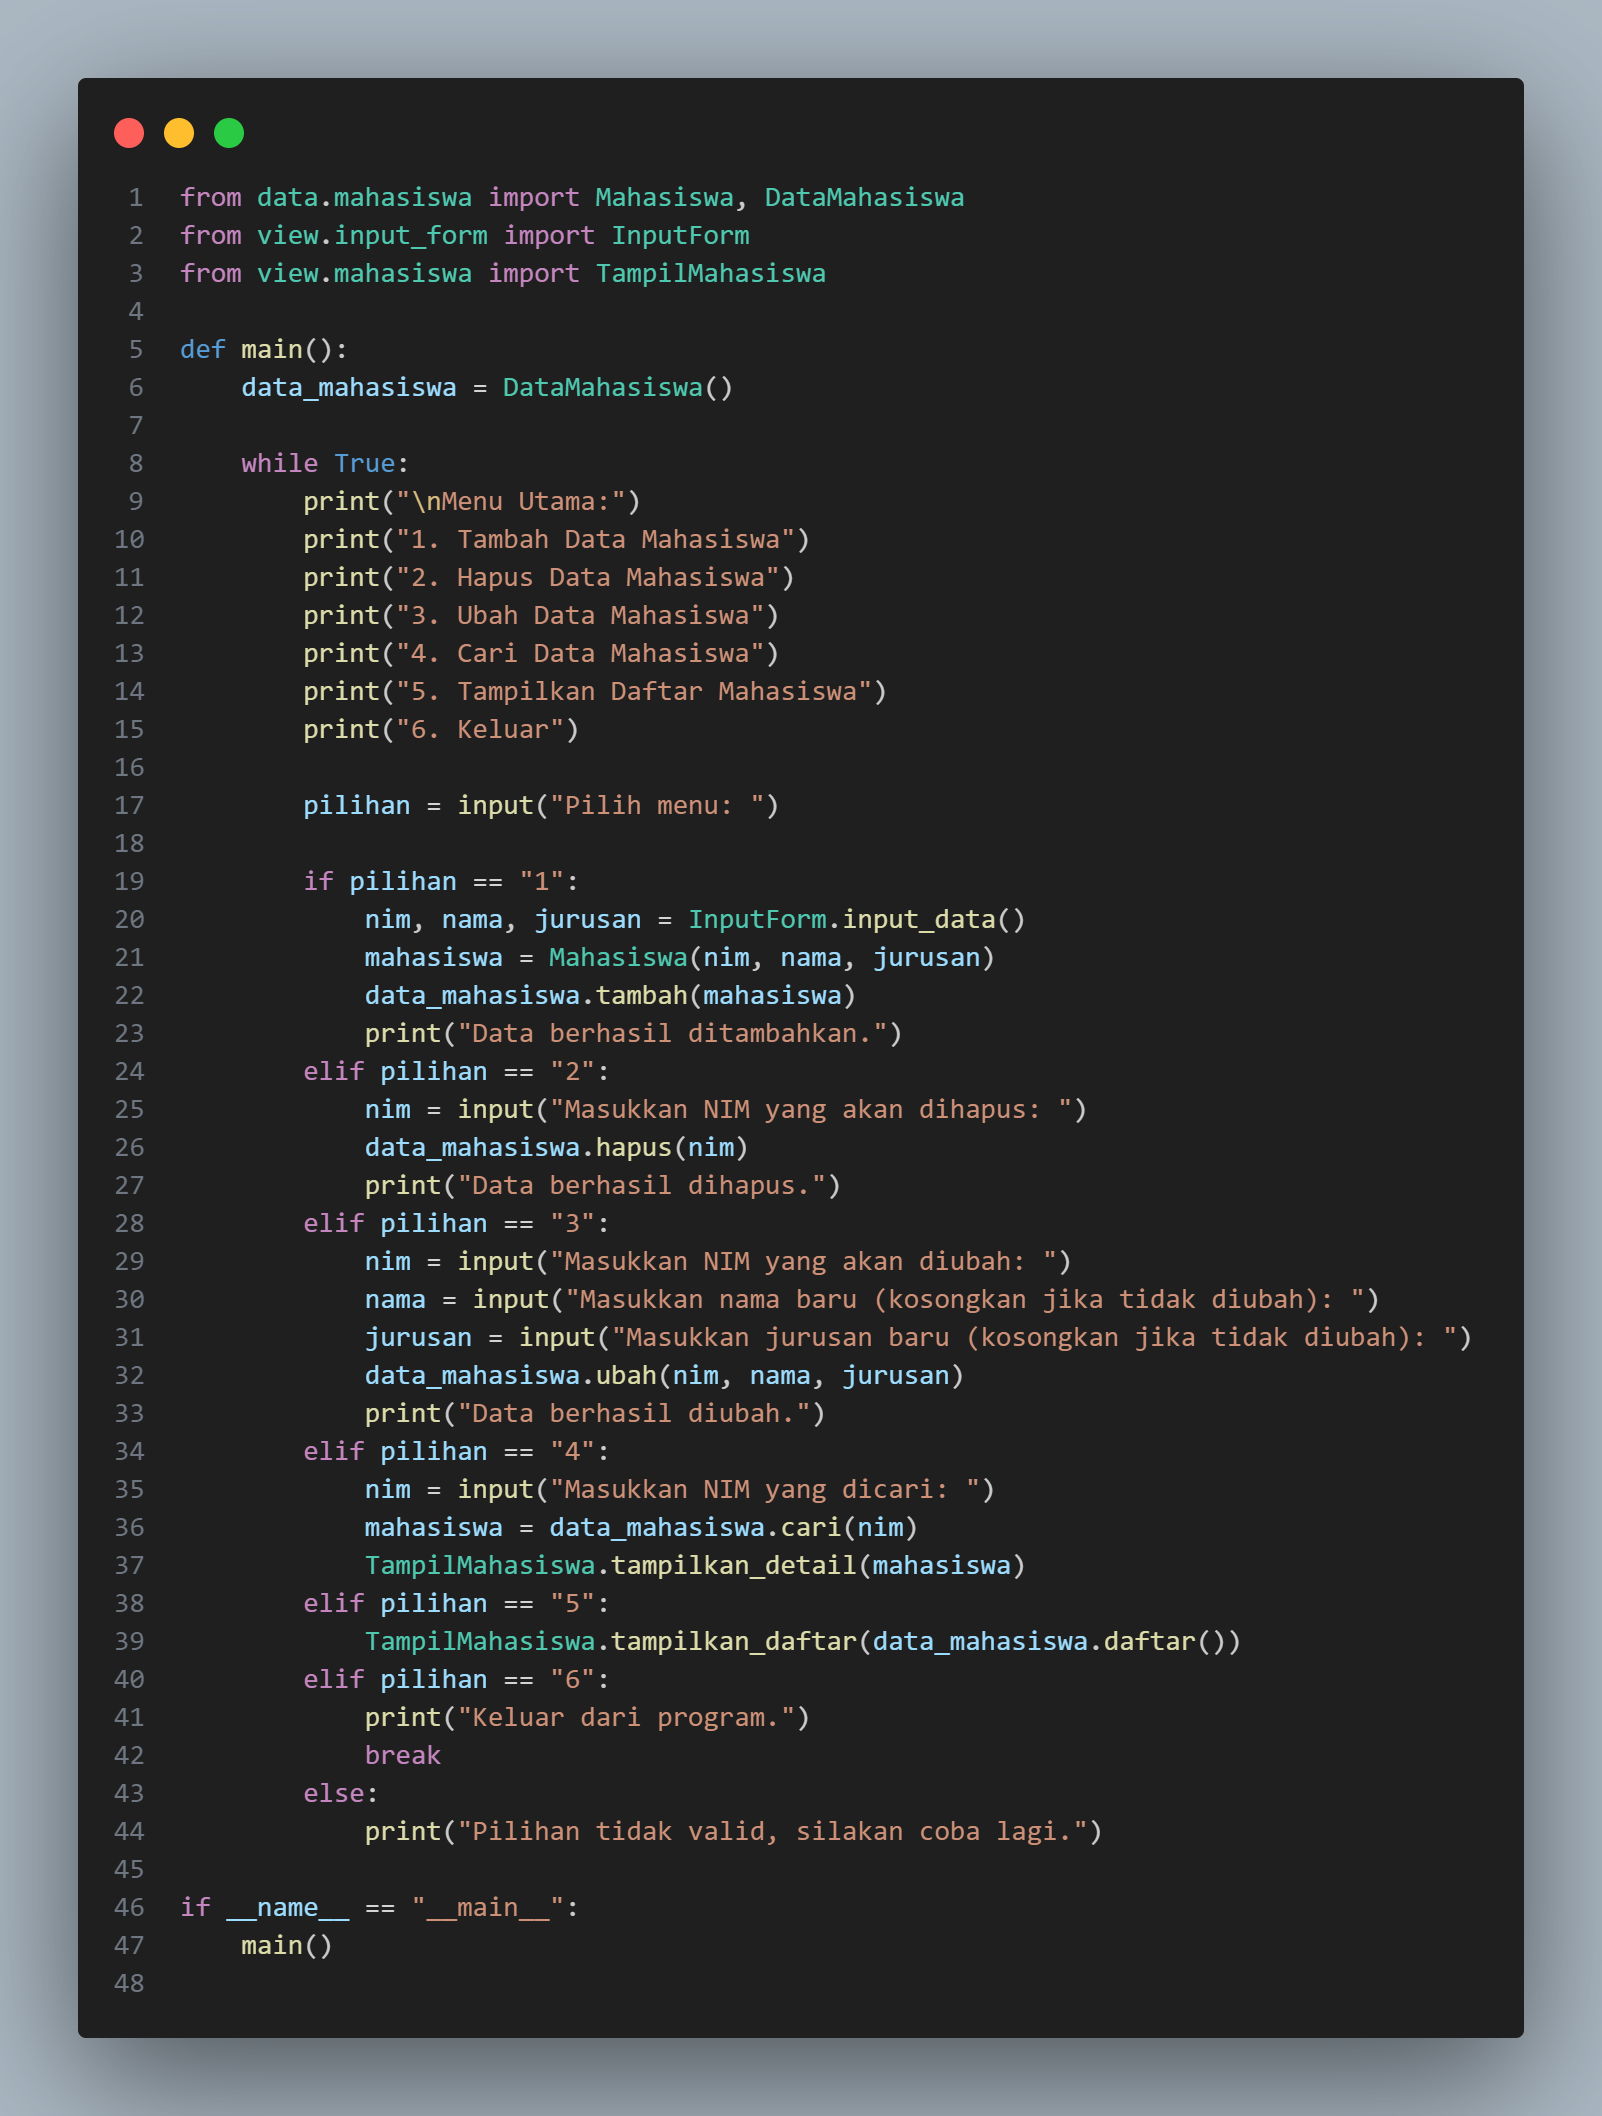 1 from data.mahasiswa import Mahasiswa, DataMahasiswa
2 from view.input_form import InputForm
3 from view.mahasiswa import TampilMahasiswa
4
5 def main():
6     data_mahasiswa = DataMahasiswa()
7
8     while True:
9         print("\nMenu Utama:")
10         print("1. Tambah Data Mahasiswa")
11         print("2. Hapus Data Mahasiswa")
12         print("3. Ubah Data Mahasiswa")
13         print("4. Cari Data Mahasiswa")
14         print("5. Tampilkan Daftar Mahasiswa")
15         print("6. Keluar")
16
17         pilihan = input("Pilih menu: ")
18
19         if pilihan == "1":
20             nim, nama, jurusan = InputForm.input_data()
21             mahasiswa = Mahasiswa(nim, nama, jurusan)
22             data_mahasiswa.tambah(mahasiswa)
23             print("Data berhasil ditambahkan.")
24         elif pilihan == "2":
25             nim = input("Masukkan NIM yang akan dihapus: ")
26             data_mahasiswa.hapus(nim)
27             print("Data berhasil dihapus.")
28         elif pilihan == "3":
29             nim = input("Masukkan NIM yang akan diubah: ")
30             nama = input("Masukkan nama baru (kosongkan jika tidak diubah): ")
31             jurusan = input("Masukkan jurusan baru (kosongkan jika tidak diubah): ")
32             data_mahasiswa.ubah(nim, nama, jurusan)
33             print("Data berhasil diubah.")
34         elif pilihan == "4":
35             nim = input("Masukkan NIM yang dicari: ")
36             mahasiswa = data_mahasiswa.cari(nim)
37             TampilMahasiswa.tampilkan_detail(mahasiswa)
38         elif pilihan == "5":
39             TampilMahasiswa.tampilkan_daftar(data_mahasiswa.daftar())
40         elif pilihan == "6":
41             print("Keluar dari program.")
42             break
43         else:
44             print("Pilihan tidak valid, silakan coba lagi.")
45
46 if __name__ == "__main__":
47     main()
48